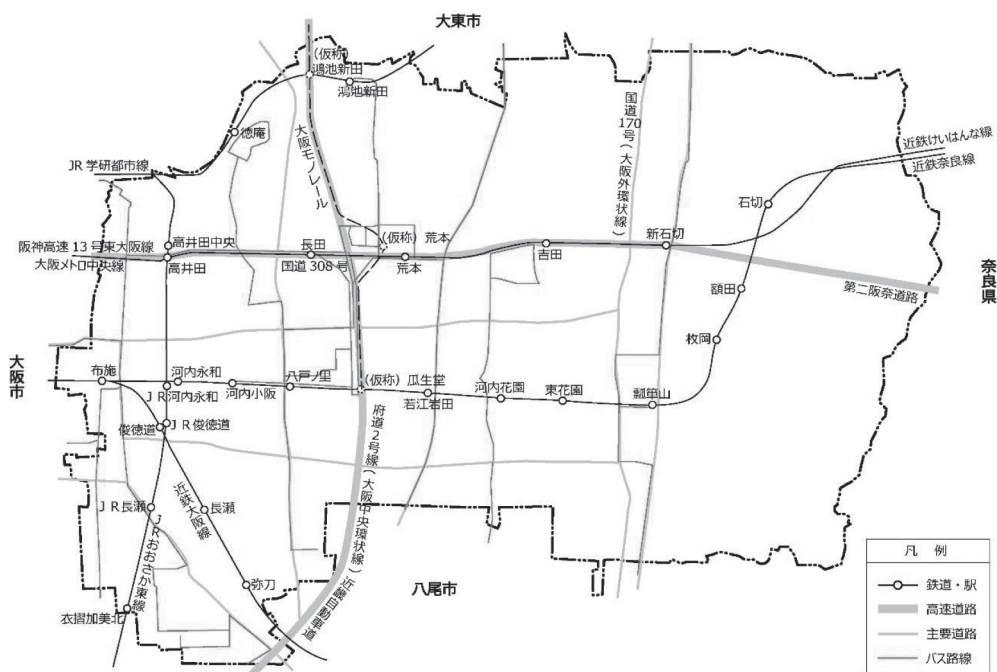 大東市
(仮称)
鴻池新田
鴻池新田
徳庵
JR 学研都市線
大阪モノレール
国道170号(大阪外環状線)
近鉄けいはんな線
近鉄奈良線
石切
阪神高速 13 号東大阪線
大阪メトロ中央線
高井田中央
高井田
長田
国道 308 号
(仮称) 荒本
荒本
吉田
新石切
額田
第二阪奈道路
奈良県
枚岡
大阪市
布施
河内永和
JR河内永和
河内小阪
八戸ノ里
(仮称) 瓜生堂
若江岩田
河内花園
東花園
瓢箪山
俊徳道
JR俊徳道
JR長瀬
近鉄大阪線
長瀬
JRおおさか東線
弥刀
衣摺加美北
府道2号線(大阪中央環状線)近畿自動車道
八尾市
凡 例
鉄道・駅
高速道路
主要道路
バス路線